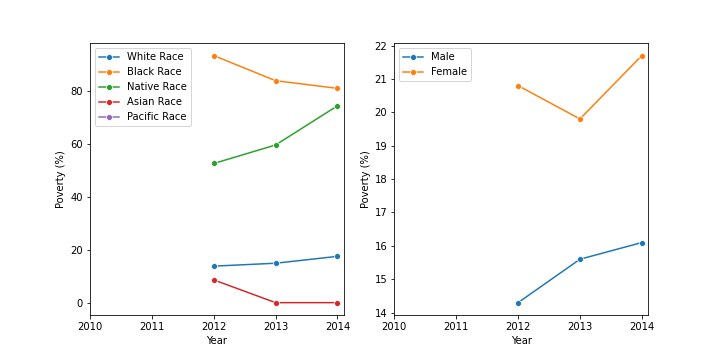 White Race
Black Race
Native Race
Asian Race
Pacific Race
80
60
40
20
0
Poverty (%)
2010 2011 2012 2013 2014
Year
Male
Female
22
21
20
19
18
17
16
15
14
Poverty (%)
2010 2011 2012 2013 2014
Year